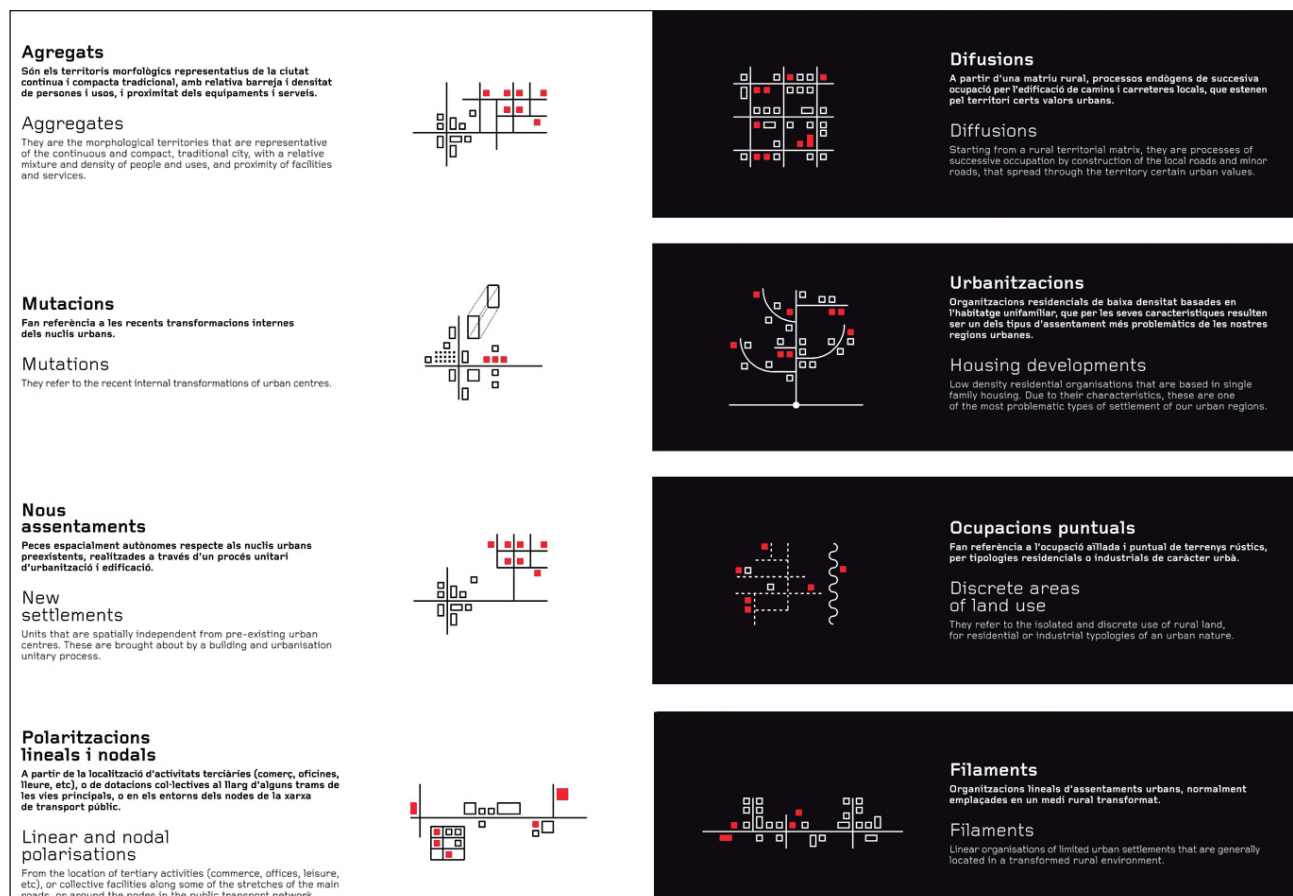 Agregats
Són els territoris morfològics representatius de la ciutat
contínua i compacta tradicional, amb relativa barreja i densitat
de persones i usos, i proximitat dels equipaments i serveis.
Aggregates
They are the morphological territories that are representative
of the continuous and compact, traditional city, with a relative
mixture and density of people and uses, and proximity of facilities
and services.
Mutacions
Fan referència a les recents transformacions internes
dels nuclis urbans.
Mutations
They refer to the recent internal transformations of urban centres.
Nous
assentaments
Peces espacialment autònomes respecte als nuclis urbans
preexistents, realitzades a través d'un procés unitari
d'urbanització i edificació.
New
settlements
Units that are spatially independent from pre-existing urban
centres. These are brought about by a building and urbanisation
unitary process.
Polaritzacions
lineals i nodals
A partir de la localització d'activitats terciàries (comerç, oficines,
lleure, etc), o de dotacions col·lectives al llarg d'alguns trams de
les vies principals, o en els entorns dels nodes de la xarxa
de transport públic.
Linear and nodal
polarisations
From the location of tertiary activities (commerce, offices, leisure,
etc), or collective facilities along some of the stretches of the main
roads, or around the nodes in the public transport network.
Difusions
A partir d'una matriu rural, processos endògens de succesiva
ocupació per l'edificació de camins i carreteres locals, que estenen
pel territori certs valors urbans.
Diffusions
Starting from a rural territorial matrix, they are processes of
successive occupation by construction of the local roads and minor
roads, that spread through the territory certain urban values.
Urbanitzacions
Organitzacions residencials de baixa densitat basades en
l'habitatge unifamiliar, que per les seves característiques resulten
ser un dels tipus d'assentament més problemàtics de les nostres
regions urbanes.
Housing developments
Low density residential organisations that are based in single
family housing. Due to their characteristics, these are one
of the most problematic types of settlement of our urban regions.
Ocupacions puntuals
Fan referència a l'ocupació aïllada i puntual de terrenys rústics,
per tipologies residencials o industrials de caràcter urbà.
Discrete areas
of land use
They refer to the isolated and discrete use of rural land,
for residential or industrial typologies of an urban nature.
Filaments
Organitzacions lineals d'assentaments urbans, normalment
emplaçades en un medi rural transformat.
Filaments
Linear organisations of limited urban settlements that are generally
located in a transformed rural environment.